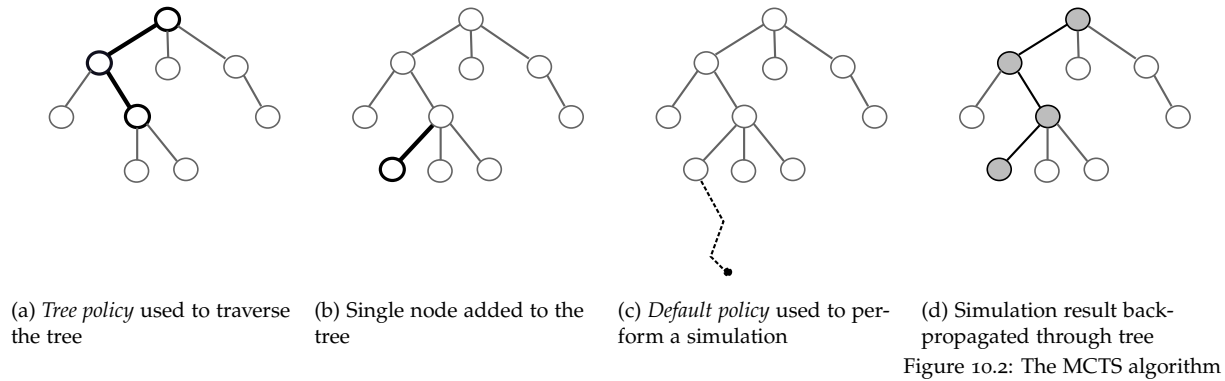 (a) Tree policy used to traverse
the tree
(b) Single node added to the
tree
(c) Default policy used to per-
form a simulation
(d) Simulation result back-
propagated through tree
Figure 10.2: The MCTS algorithm